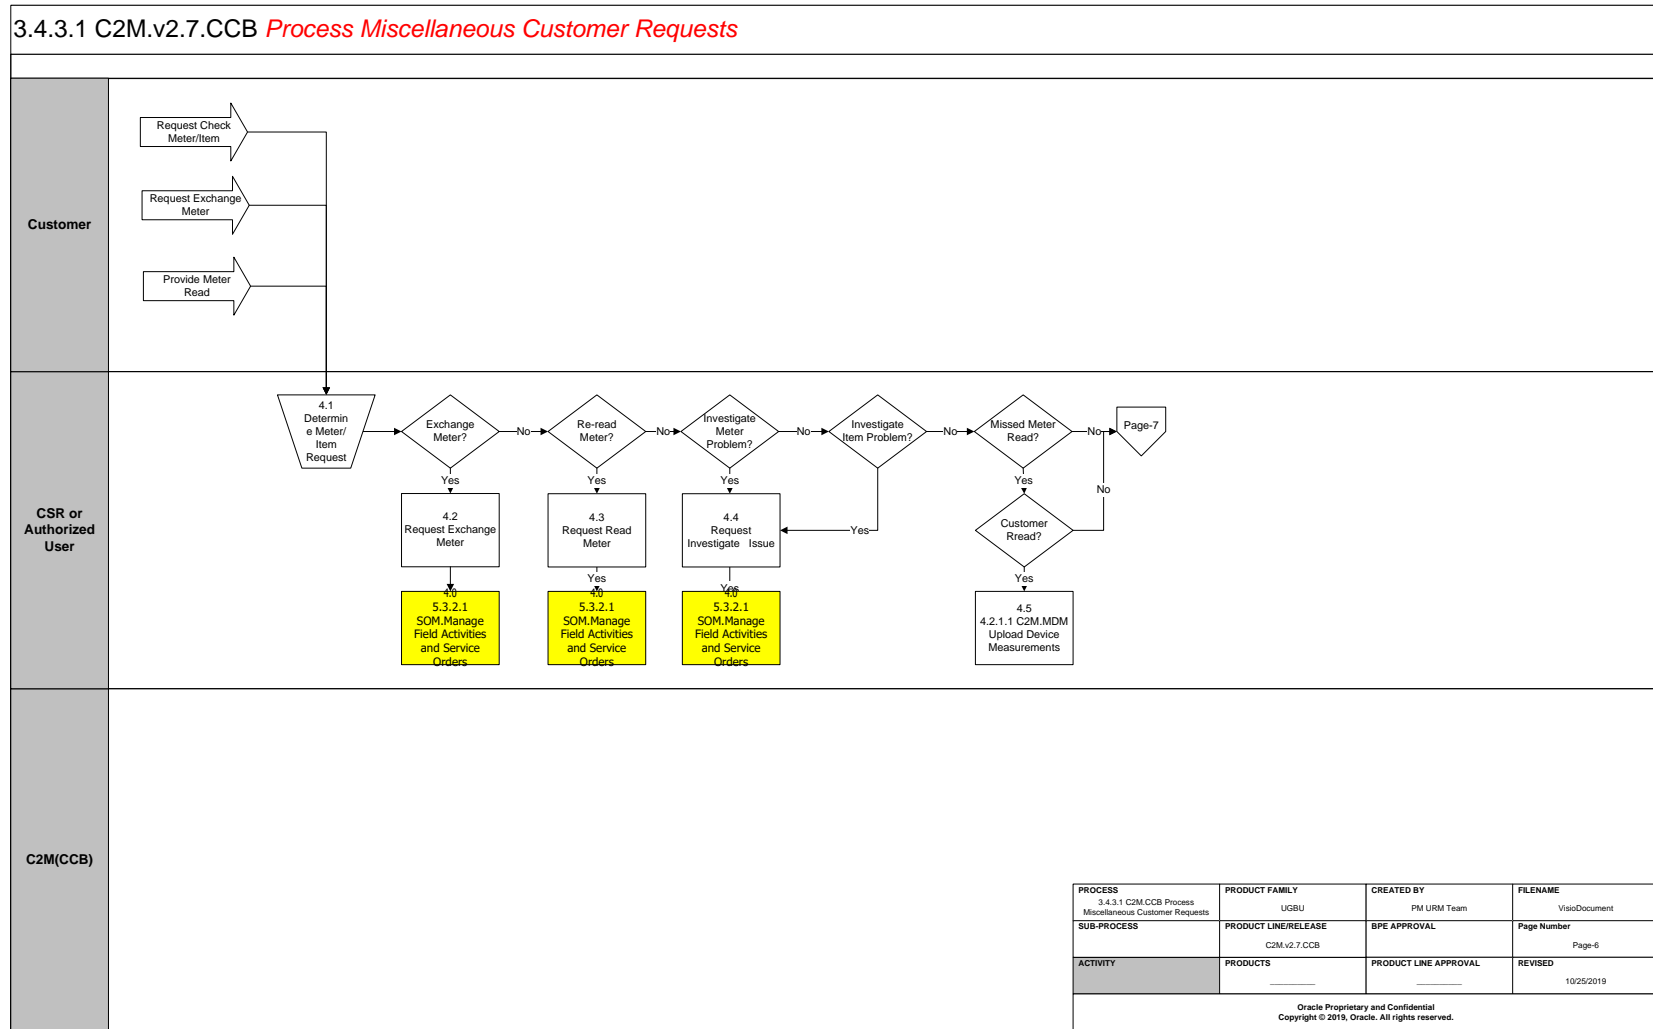 3.4.3.1 C2M.v2.7.CCB Process Miscellaneous Customer Requests
Customer
Request Check
Meter/Item
Request Exchange
Meter
Provide Meter
Read
CSR or
Authorized
User
4.1
Determin
e Meter/
Item
Request
Exchange
Meter?
No
Re-read
Meter?
No
Investigate
Meter
Problem?
No
Investigate
Item Problem?
No
Missed Meter
Read?
No
Page-7
Yes
Yes
Yes
Yes
Yes
No
4.2
Request Exchange
Meter
4.3
Request Read
Meter
4.4
Request
Investigate Issue
Customer
Rread?
Yes
Yes
Yes
4.0
5.3.2.1
SOM.Manage
Field Activities
and Service
Orders
4.0
5.3.2.1
SOM.Manage
Field Activities
and Service
Orders
4.0
5.3.2.1
SOM.Manage
Field Activities
and Service
Orders
4.5
4.2.1.1 C2M.MDM
Upload Device
Measurements
C2M(CCB)
PROCESS
3.4.3.1 C2M.CCB Process
Miscellaneous Customer Requests
PRODUCT FAMILY
UGBU
CREATED BY
PM URM Team
FILENAME
VisioDocument
SUB-PROCESS
PRODUCT LINE/RELEASE
C2M.v2.7.CCB
BPE APPROVAL
Page Number
Page-6
ACTIVITY
PRODUCTS
PRODUCT LINE APPROVAL
REVISED
10/25/2019
Oracle Proprietary and Confidential
Copyright © 2019, Oracle. All rights reserved.